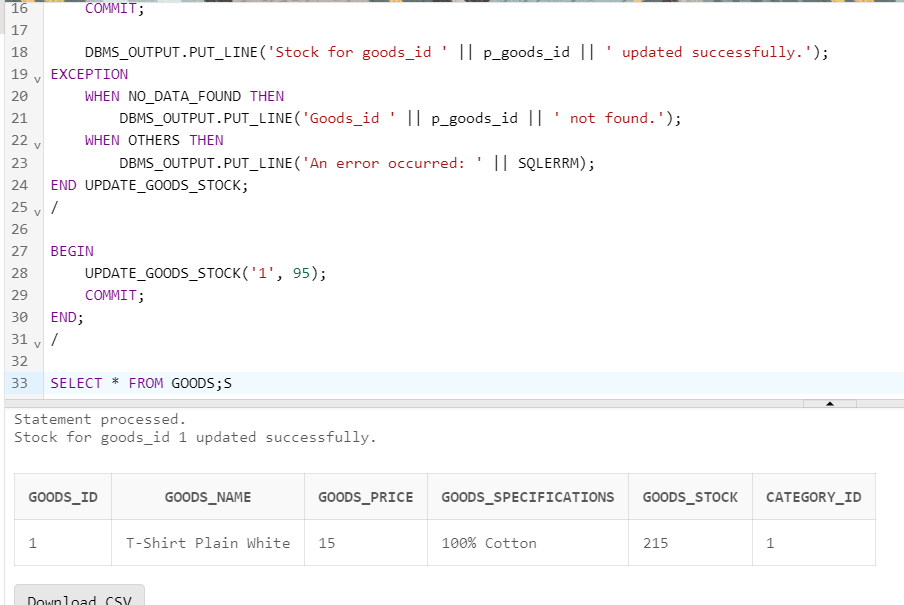 16 COMMIT;
17
18 DBMS_OUTPUT.PUT_LINE('Stock for goods_id ' || p_goods_id || ' updated successfully.');
19 EXCEPTION
20 WHEN NO_DATA_FOUND THEN
21 DBMS_OUTPUT.PUT_LINE('Goods_id ' || p_goods_id || ' not found.');
22 WHEN OTHERS THEN
23 DBMS_OUTPUT.PUT_LINE('An error occurred: ' || SQLERRM);
24 END UPDATE_GOODS_STOCK;
25 /
26
27 BEGIN
28 UPDATE_GOODS_STOCK('1', 95);
29 COMMIT;
30 END;
31 /
32
33 SELECT * FROM GOODS;S
Statement processed.
Stock for goods_id 1 updated successfully.
GOODS_ID GOODS_NAME GOODS_PRICE GOODS_SPECIFICATIONS GOODS_STOCK CATEGORY_ID
1 T-Shirt Plain White 15 100% Cotton 215 1
Download CSV